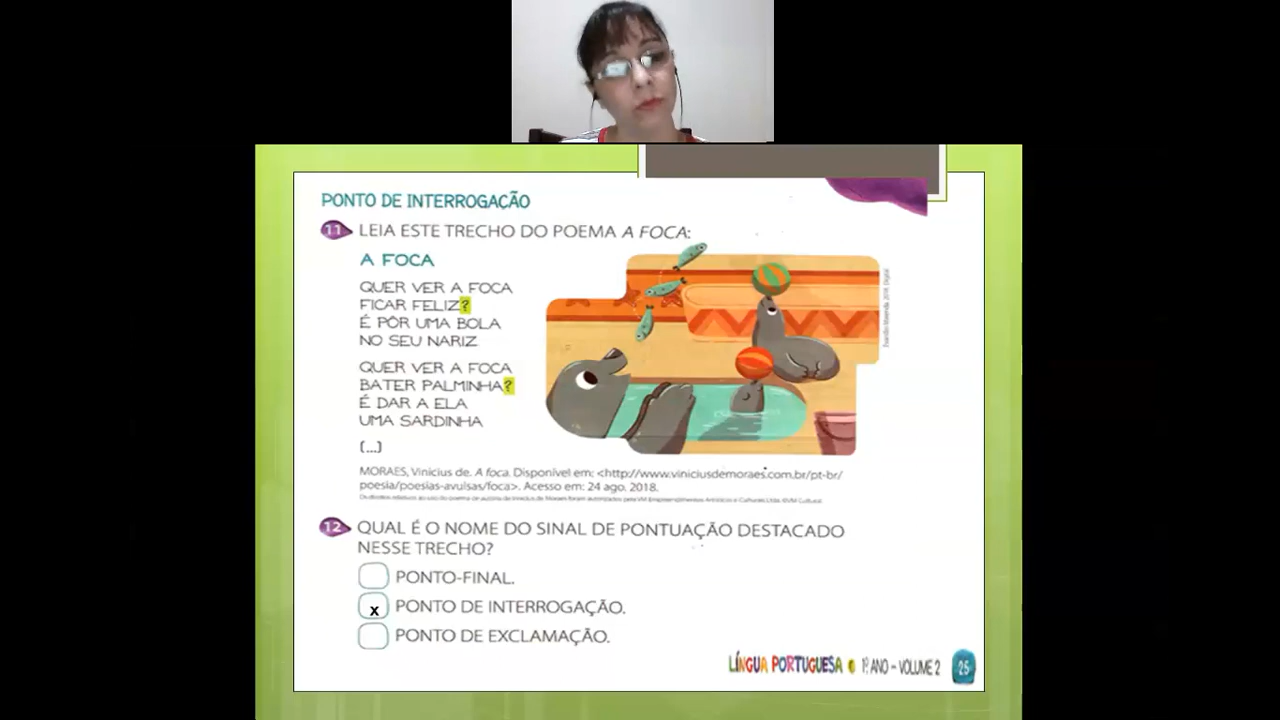 PONTO DE INTERROGAÇÃO
11 LEIA ESTE TRECHO DO POEMA A FOCA:
A FOCA
QUER VER A FOCA
FICAR FELIZ?
É PÔR UMA BOLA
NO SEU NARIZ
QUER VER A FOCA
BATER PALMINHA?
É DAR A ELA
UMA SARDINHA
[...]
MORAES, Vinicius de. A foca. Disponível em: <http://www.viniciusdemoraes.com.br/pt-br/
poesia/poesias-avulsas/foca>. Acesso em: 24 ago. 2018.
12 QUAL É O NOME DO SINAL DE PONTUAÇÃO DESTACADO
NESSE TRECHO?
PONTO-FINAL.
x PONTO DE INTERROGAÇÃO.
PONTO DE EXCLAMAÇÃO.
LÍNGUA PORTUGUESA 1º ANO – VOLUME 2 25